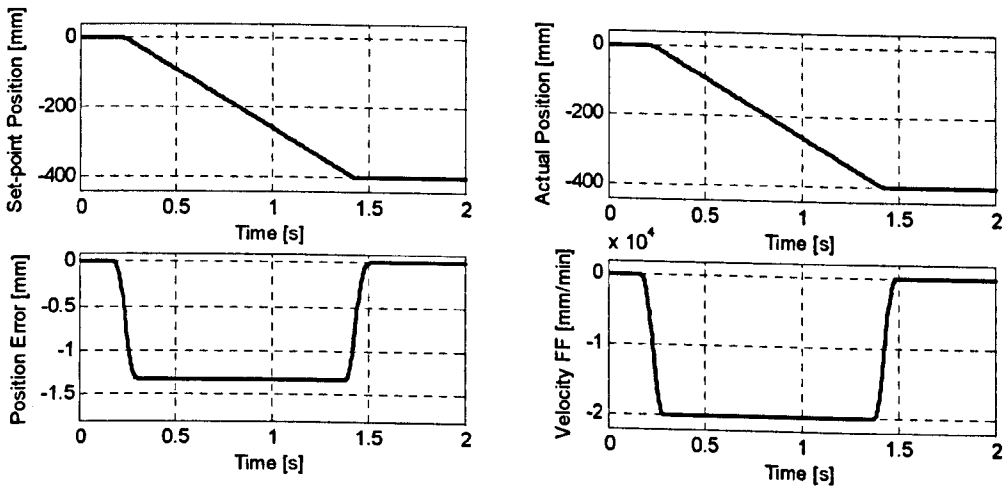 Set-point Position [mm]
0
-200
-400
0 0.5 1 1.5 2
Time [s]
Actual Position [mm]
0
-200
-400
0 0.5 1 1.5 2
Time [s]
Position Error [mm]
0
-0.5
-1
-1.5
0 0.5 1 1.5 2
Time [s]
x 10^4
Velocity FF [mm/min]
0
-1
-2
0 0.5 1 1.5 2
Time [s]